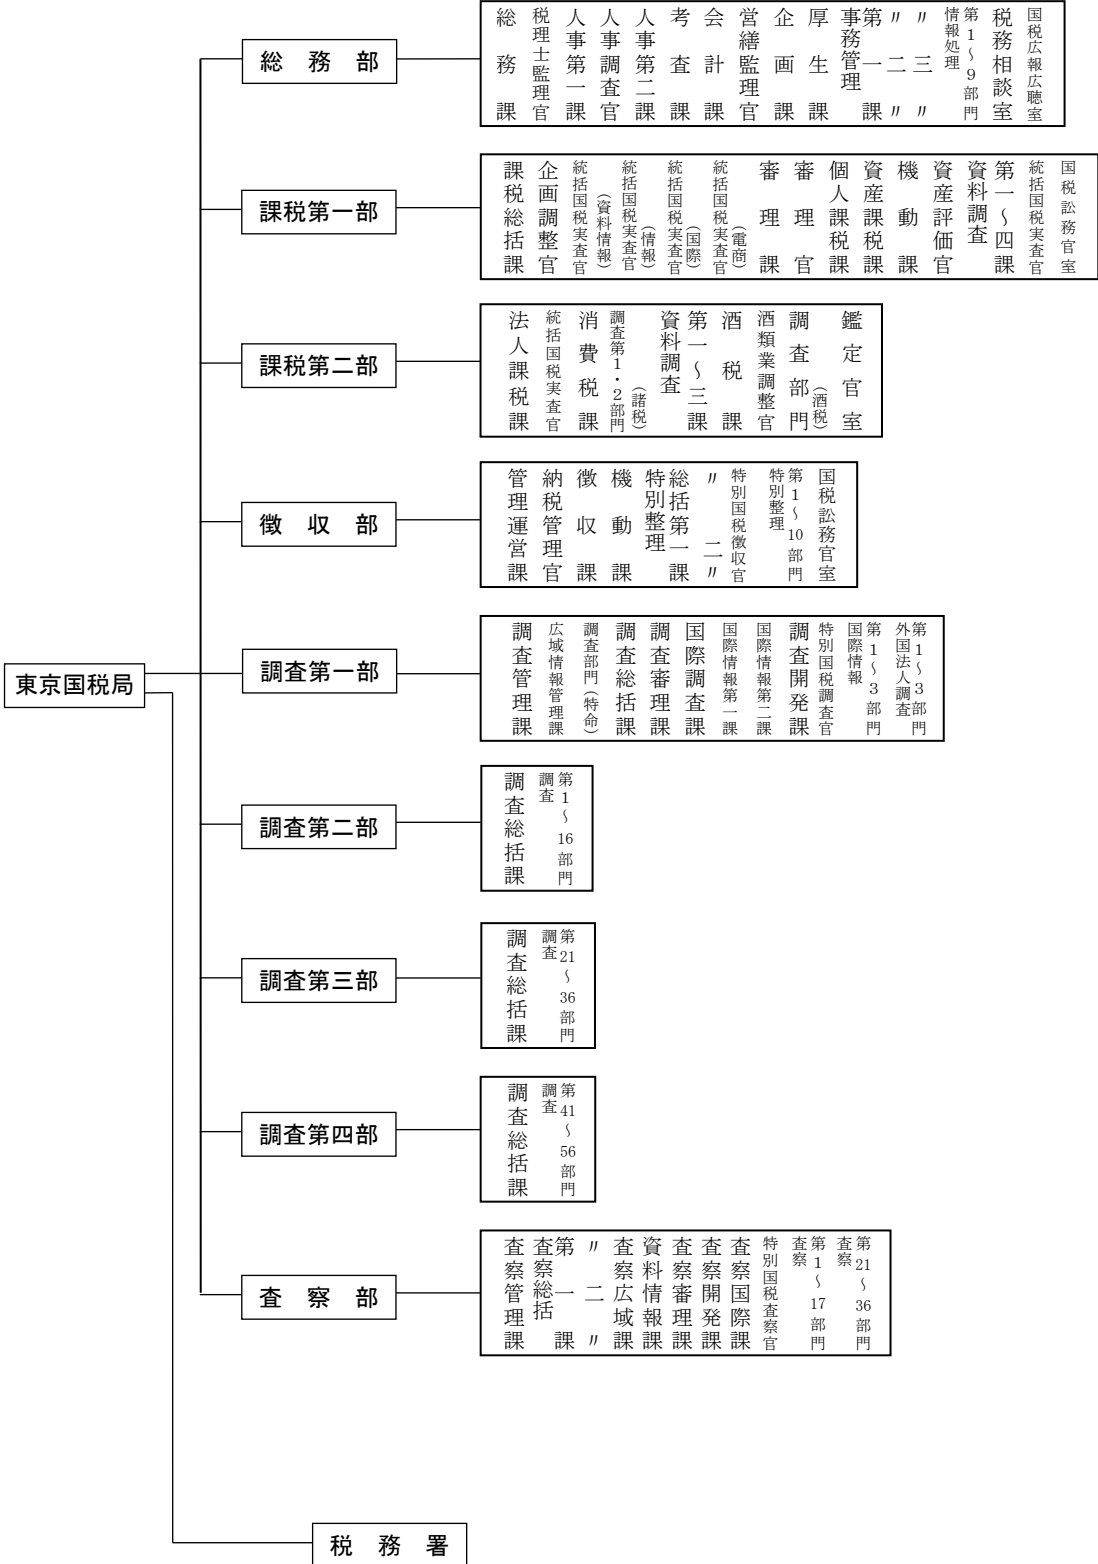 東京国税局
総務部
総務課
税理士監理官
人事第一課
人事調査官
人事第二課
考査課
会計課
営繕監理官
企画課
厚生課
事務管理
第一課
〃二〃
〃三〃
情報処理
第1～9部門
税務相談室
国税広報広聴室
課税第一部
課税総括課
企画調整官
統括国税実査官
(資料情報)
統括国税実査官
(情報)
統括国税実査官
(国際)
統括国税実査官
(電商)
審理課
審理官
個人課税課
資産課税課
機動課
資産評価官
資料調査
第一～四課
統括国税実査官
国税訟務官室
課税第二部
法人課税課
統括国税実査官
消費税課
調査第1・2部門
(諸税)
資料調査
第一～三課
酒税課
酒類業調整官
調査部門
(酒税)
鑑定官室
徴収部
管理運営課
納税管理官
徴収課
機動課
特別整理
総括第一課
〃二〃
特別国税徴収官
特別整理
第1～10部門
国税訟務官室
調査第一部
調査管理課
広域情報管理課
調査部門(特命)
調査総括課
調査審理課
国際調査課
国際情報第一課
国際情報第二課
調査開発課
特別国税調査官
国際情報
第1～3部門
外国法人調査
第1～3部門
調査第二部
調査総括課
調査
第1～16部門
調査第三部
調査総括課
調査
第21～36部門
調査第四部
調査総括課
調査
第41～56部門
査察部
査察管理課
査察総括
第一課
〃二〃
査察広域課
資料情報課
査察審理課
査察開発課
査察国際課
特別国税査察官
査察
第1～17部門
査察
第21～36部門
税務署